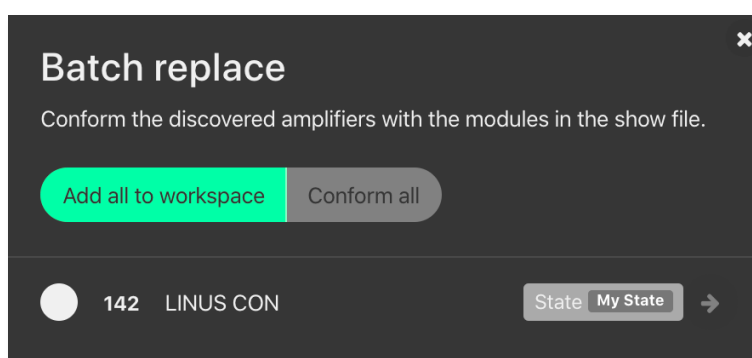 Batch replace
Conform the discovered amplifiers with the modules in the show file.
Add all to workspace Conform all
142 LINUS CON State My State